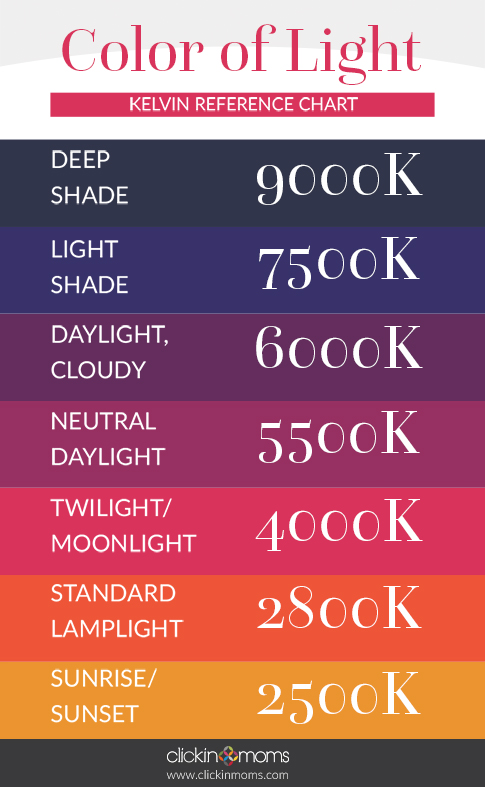 Color of Light
KELVIN REFERENCE CHART
DEEP
SHADE
9000K
LIGHT
SHADE
7500K
DAYLIGHT,
CLOUDY
6000K
NEUTRAL
DAYLIGHT
5500K
TWILIGHT/
MOONLIGHT
4000K
STANDARD
LAMPLIGHT
2800K
SUNRISE/
SUNSET
2500K
clickin moms
www.clickinmoms.com